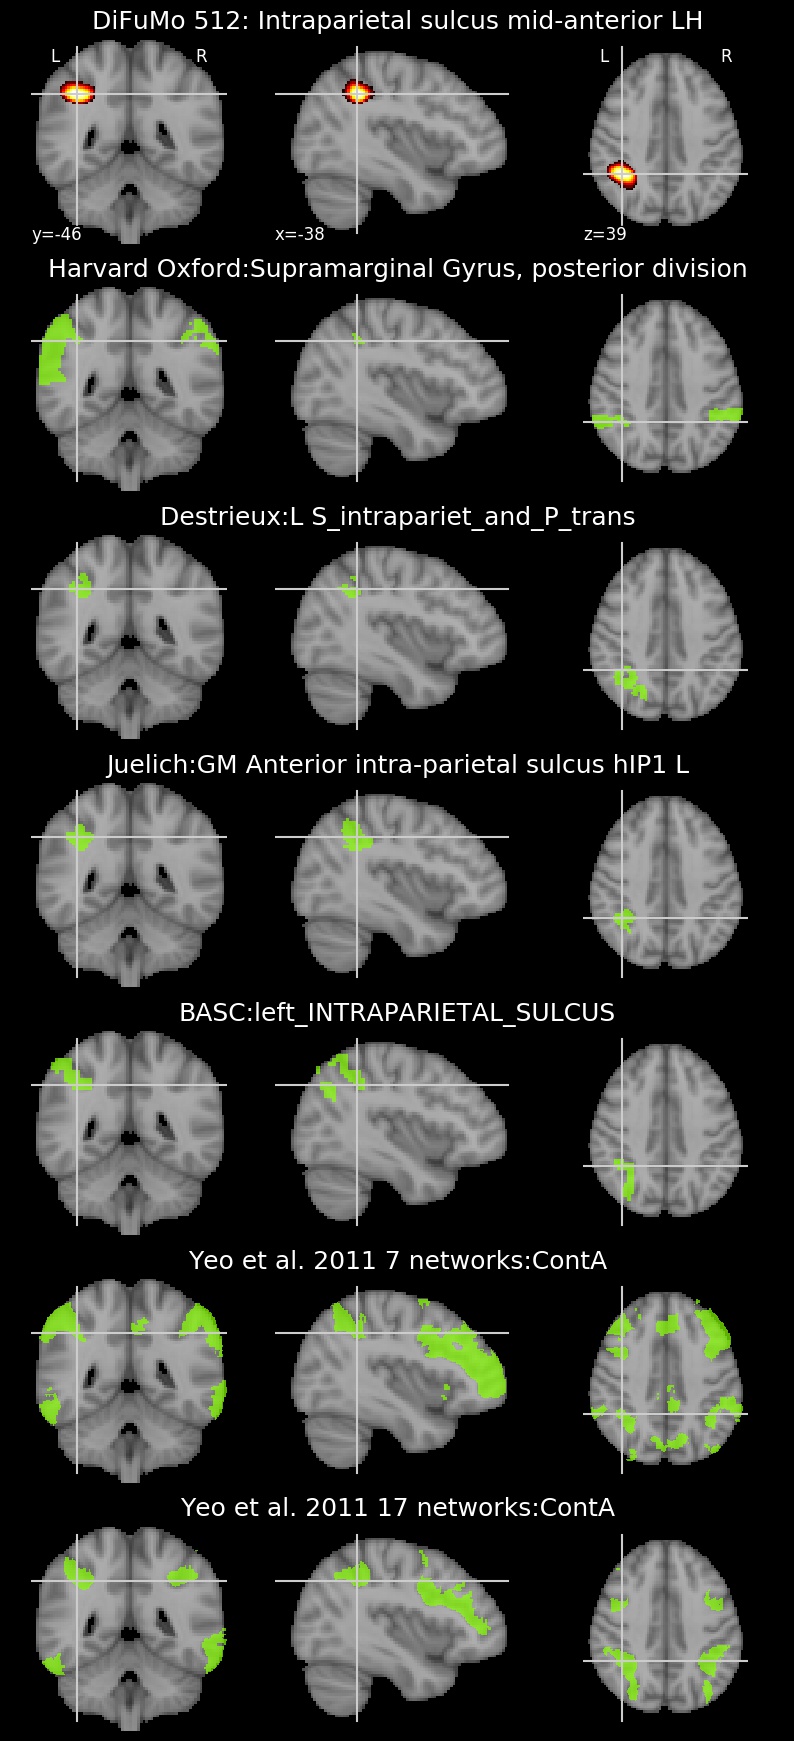 DiFuMo 512: Intraparietal sulcus mid-anterior LH
L R L R
y=-46 x=-38 z=39
Harvard Oxford:Supramarginal Gyrus, posterior division
Destrieux:L S_intrapariet_and_P_trans
Juelich:GM Anterior intra-parietal sulcus hIP1 L
BASC:left_INTRAPARIETAL_SULCUS
Yeo et al. 2011 7 networks:ContA
Yeo et al. 2011 17 networks:ContA